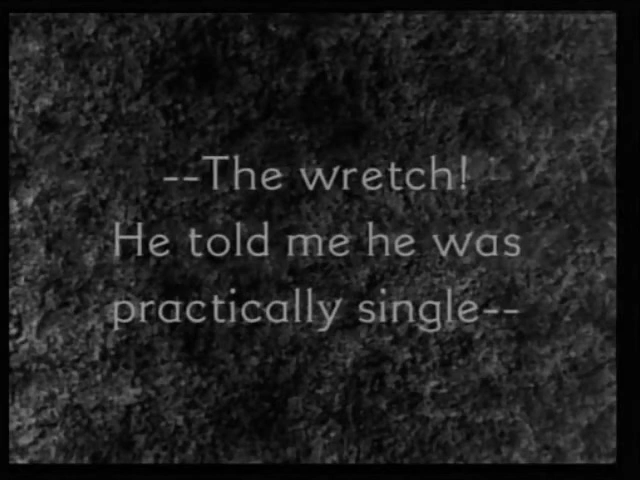 --The wretch!
He told me he was
practically single--